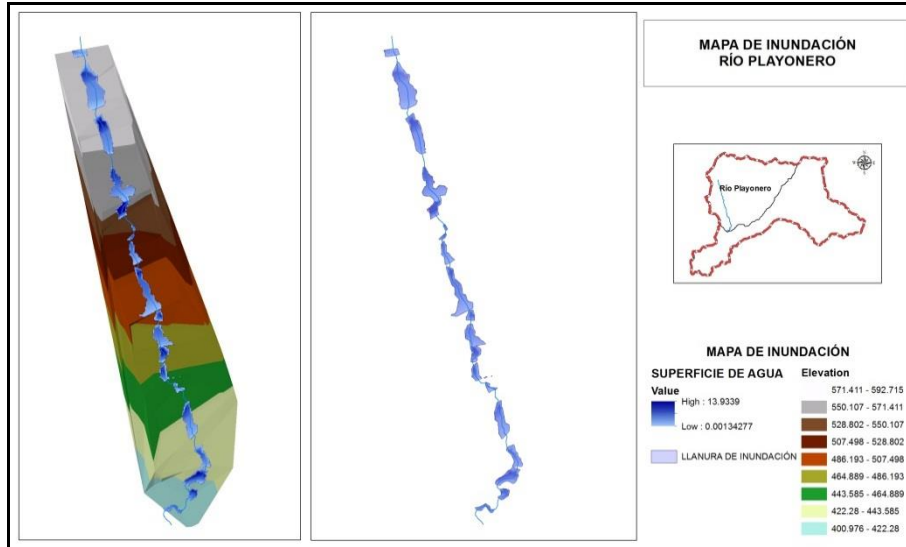 MAPA DE INUNDACIÓN
RÍO PLAYONERO
Río Playonero
MAPA DE INUNDACIÓN
SUPERFICIE DE AGUA
Value
High : 13.9339
Low : 0.00134277
LLANURA DE INUNDACIÓN
Elevation
571.411 - 592.715
550.107 - 571.411
528.802 - 550.107
507.498 - 528.802
486.193 - 507.498
464.889 - 486.193
443.585 - 464.889
422.28 - 443.585
400.976 - 422.28